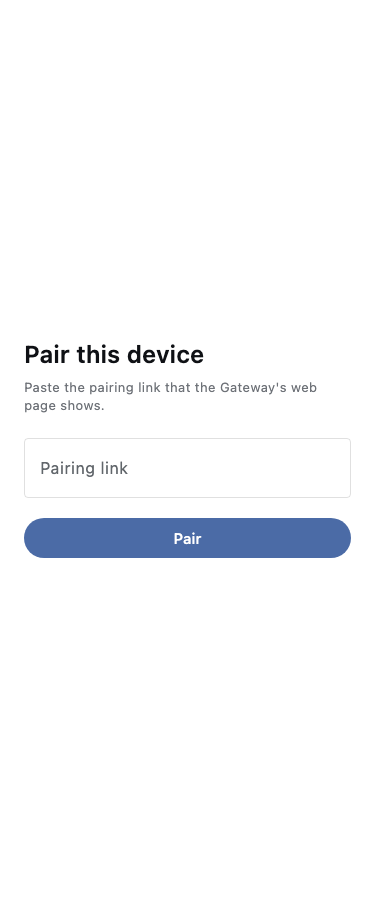 Pair this device
Paste the pairing link that the Gateway's web
page shows.
Pairing link
Pair